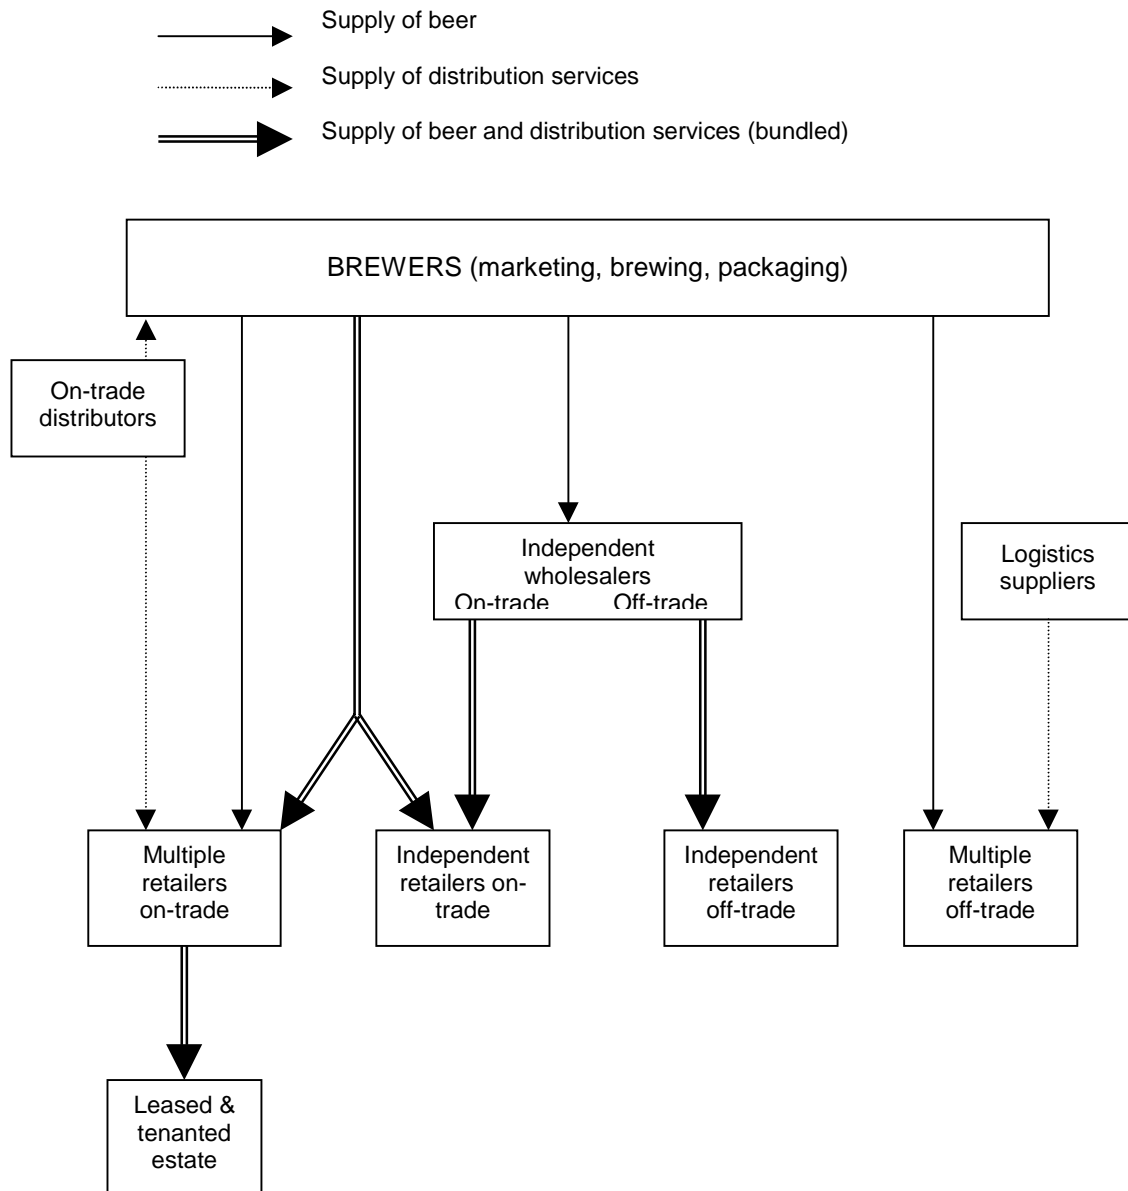 Supply of beer
Supply of distribution services
Supply of beer and distribution services (bundled)
BREWERS (marketing, brewing, packaging)
On-trade
distributors
Independent
wholesalers
On-trade Off-trade
Logistics
suppliers
Multiple
retailers
on-trade
Independent
retailers on-
trade
Independent
retailers
off-trade
Multiple
retailers
off-trade
Leased &
tenanted
estate